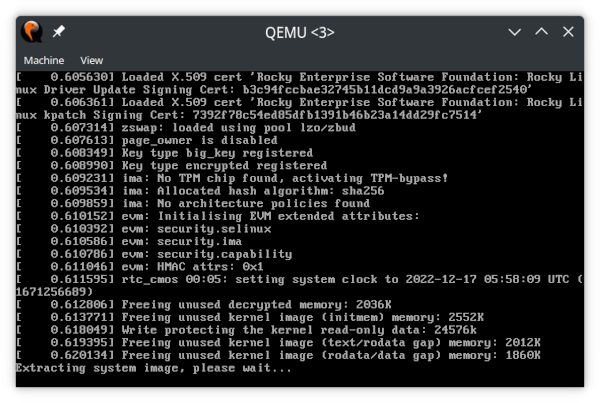 QEMU <3>
Machine View
[    0.605630] Loaded X.509 cert 'Rocky Enterprise Software Foundation: Rocky Li
nux Driver Update Signing Cert: b3c94fccbae32745b11dcd9a9a3926acfcef2540'
[    0.606361] Loaded X.509 cert 'Rocky Enterprise Software Foundation: Rocky Li
nux kpatch Signing Cert: 7392f78c54ed85dfb1391b46b23a14dd29fc7514'
[    0.607314] zswap: loaded using pool lzo/zbud
[    0.607613] page_owner is disabled
[    0.608349] Key type big_key registered
[    0.608990] Key type encrypted registered
[    0.609231] ima: No TPM chip found, activating TPM-bypass!
[    0.609534] ima: Allocated hash algorithm: sha256
[    0.609859] ima: No architecture policies found
[    0.610152] evm: Initialising EVM extended attributes:
[    0.610392] evm: security.selinux
[    0.610586] evm: security.ima
[    0.610786] evm: security.capability
[    0.611046] evm: HMAC attrs: 0x1
[    0.611595] rtc_cmos 00:05: setting system clock to 2022-12-17 05:58:09 UTC (
1671256689)
[    0.612806] Freeing unused decrypted memory: 2036K
[    0.613771] Freeing unused kernel image (initmem) memory: 2552K
[    0.618049] Write protecting the kernel read-only data: 24576k
[    0.619395] Freeing unused kernel image (text/rodata gap) memory: 2012K
[    0.620134] Freeing unused kernel image (rodata/data gap) memory: 1860K
Extracting system image, please wait...